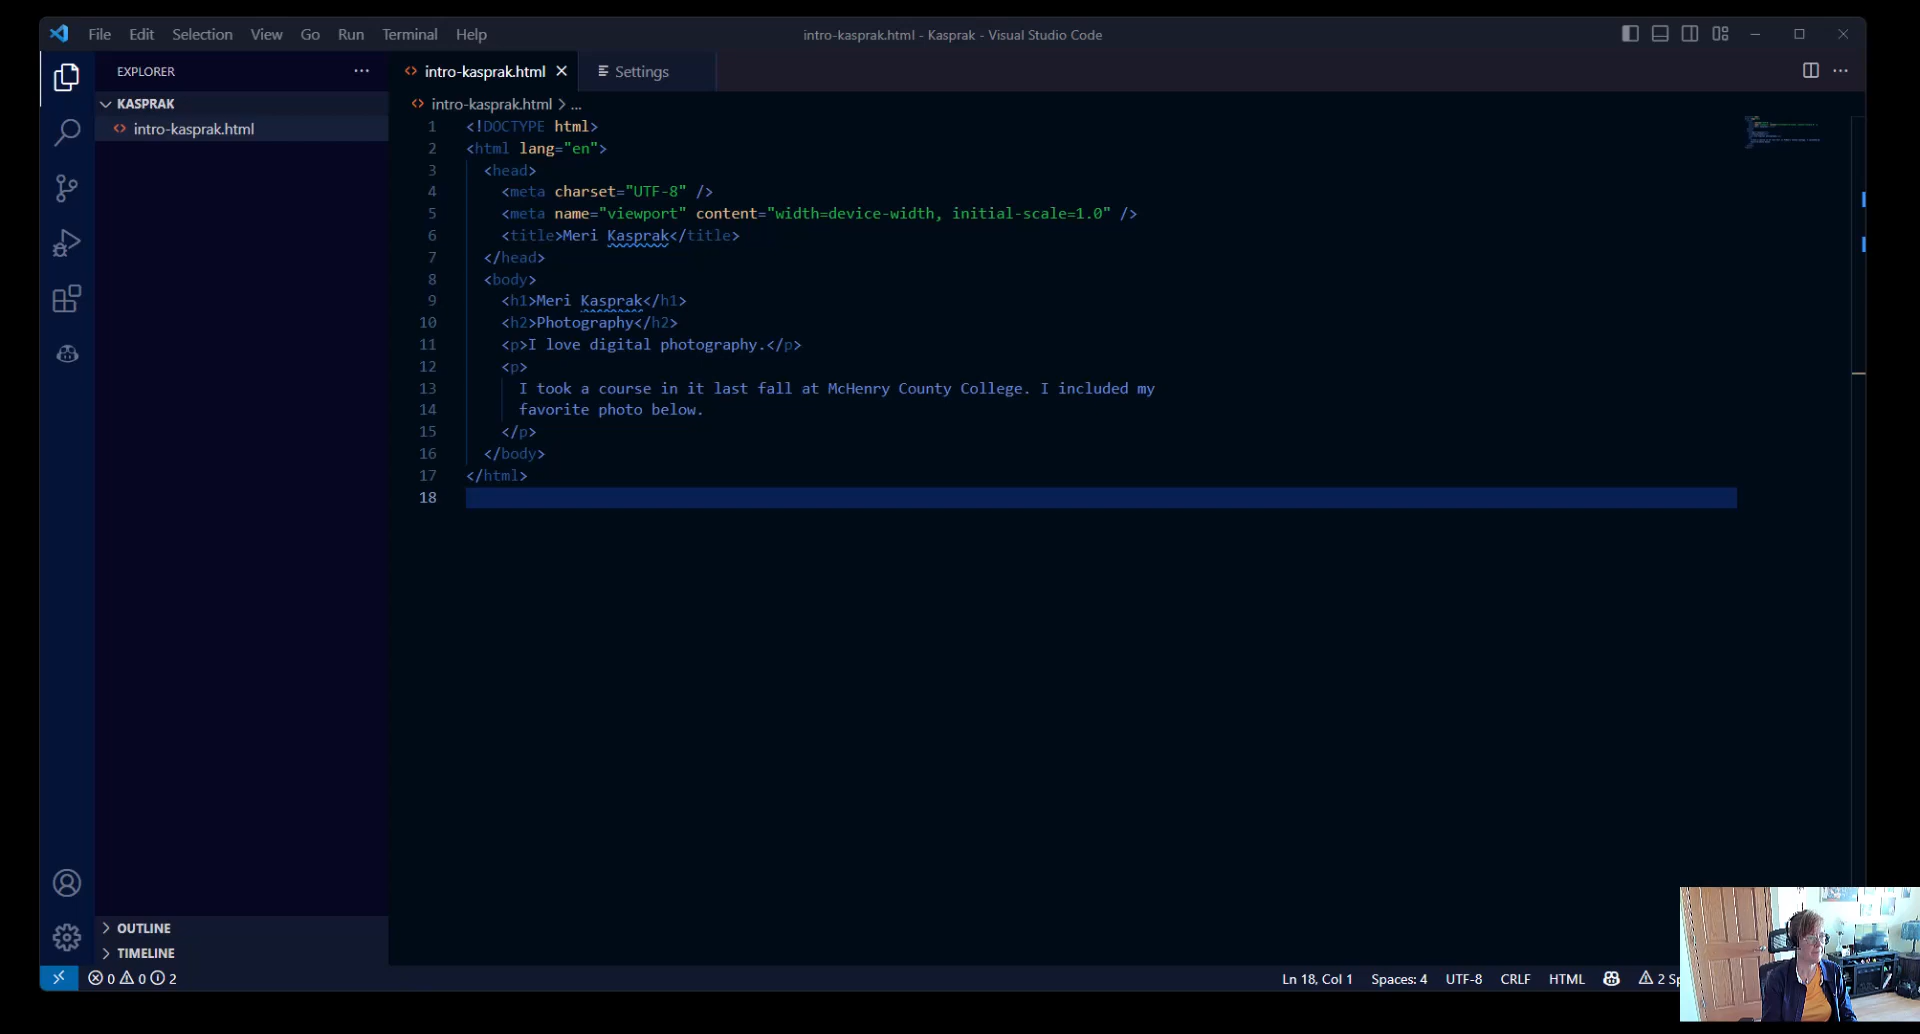 File Edit Selection View Go Run Terminal Help
intro-kasprak.html - Kasprak - Visual Studio Code
EXPLORER
KASPRAK
intro-kasprak.html
OUTLINE
TIMELINE
intro-kasprak.html
Settings
intro-kasprak.html > ...
1 <!DOCTYPE html>
2 <html lang="en">
3 <head>
4 <meta charset="UTF-8" />
5 <meta name="viewport" content="width=device-width, initial-scale=1.0" />
6 <title>Meri Kasprak</title>
7 </head>
8 <body>
9 <h1>Meri Kasprak</h1>
10 <h2>Photography</h2>
11 <p>I love digital photography.</p>
12 <p>
13 I took a course in it last fall at McHenry County College. I included my
14 favorite photo below.
15 </p>
16 </body>
17 </html>
18
0 0 2
Ln 18, Col 1 Spaces: 4 UTF-8 CRLF HTML 2 Sp